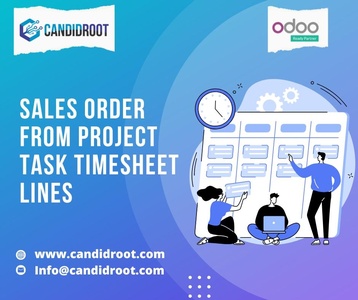 CANDIDROOT
odoo
Ready Partner
SALES ORDER
FROM PROJECT
TASK TIMESHEET
LINES
www.candidroot.com
Info@candidroot.com